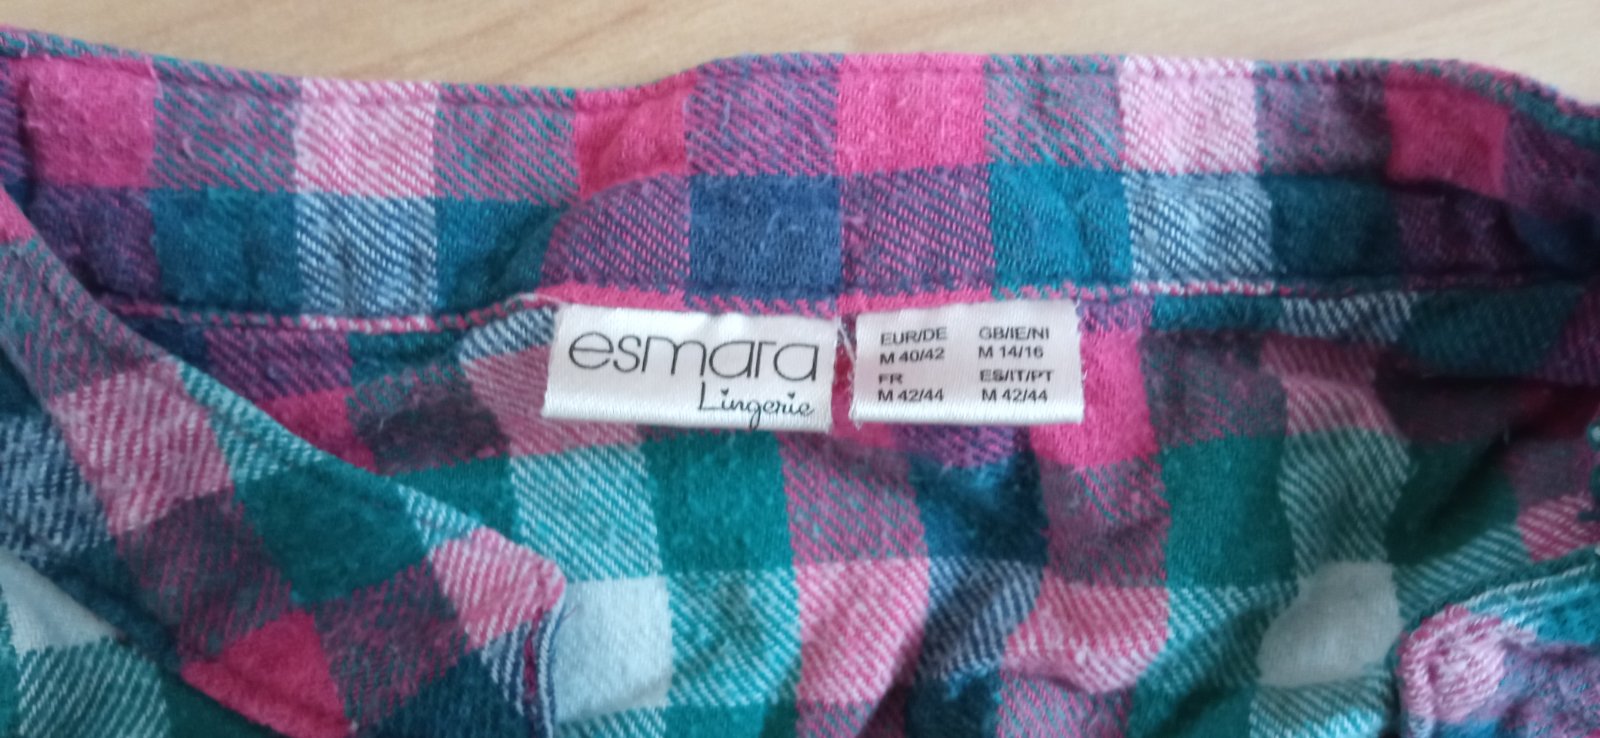 esmara
Lingerie
EUR/DE GB/IE/NI
M 40/42 M 14/16
FR ES/IT/PT
M 42/44 M 42/44